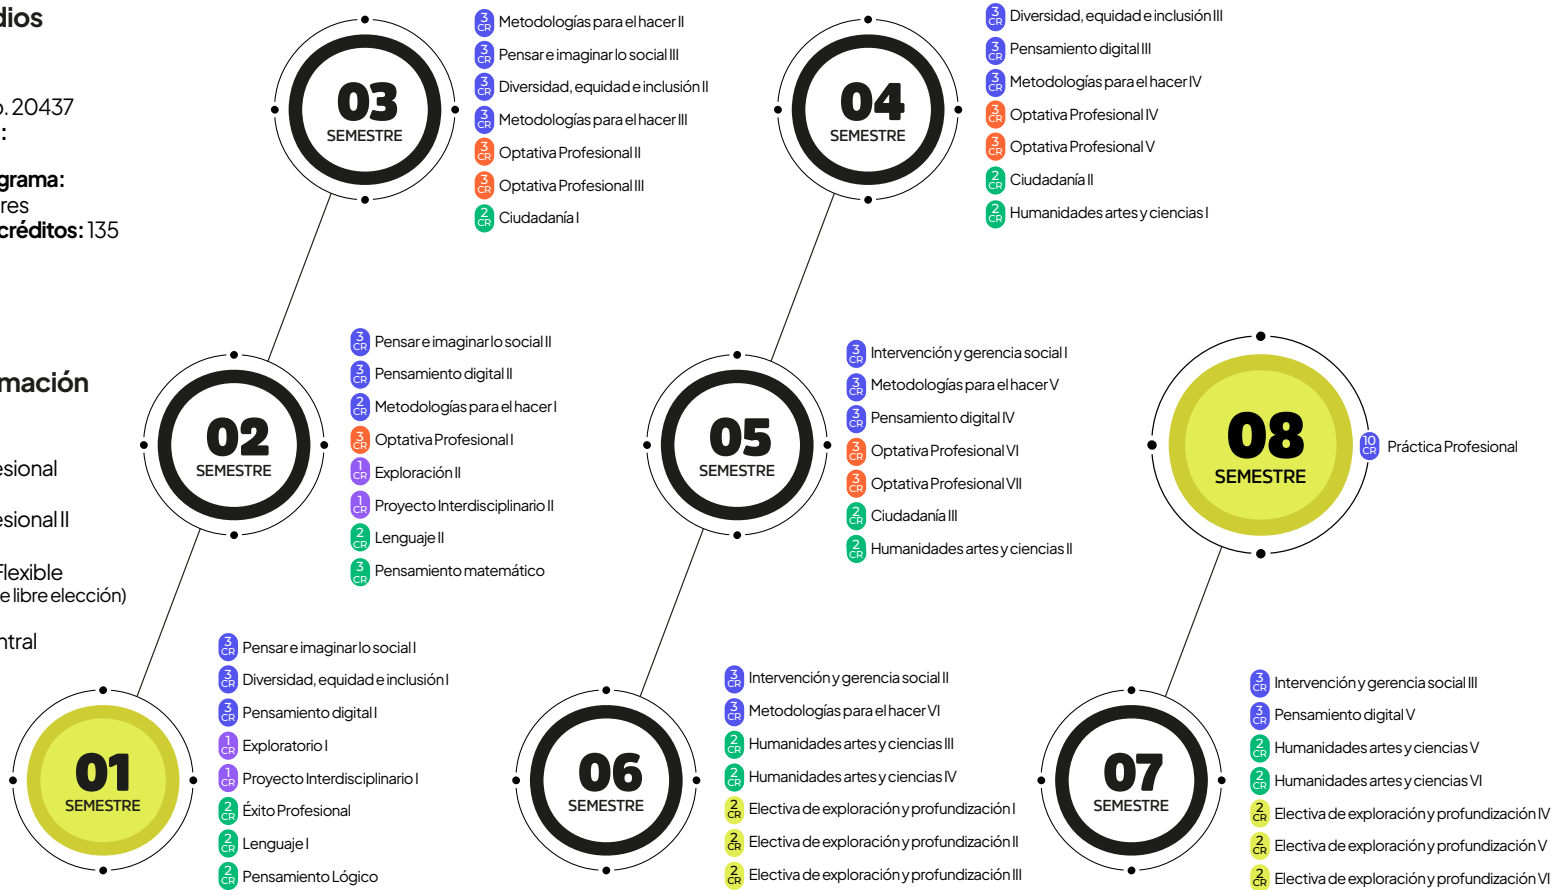 dios
o. 20437
:
grama:
res
créditos: 135
mación
esional
esional II
Flexible
e libre elección)
ntral
03
SEMESTRE
3 CR Metodologías para el hacer II
3 CR Pensar e imaginar lo social III
3 CR Diversidad, equidad e inclusión II
3 CR Metodologías para el hacer III
3 CR Optativa Profesional II
3 CR Optativa Profesional III
2 CR Ciudadanía I
04
SEMESTRE
3 CR Diversidad, equidad e inclusión III
3 CR Pensamiento digital III
3 CR Metodologías para el hacer IV
3 CR Optativa Profesional IV
3 CR Optativa Profesional V
2 CR Ciudadanía II
2 CR Humanidades artes y ciencias I
02
SEMESTRE
3 CR Pensar e imaginar lo social II
3 CR Pensamiento digital II
2 CR Metodologías para el hacer I
3 CR Optativa Profesional I
1 CR Exploración II
1 CR Proyecto Interdisciplinario II
2 CR Lenguaje II
3 CR Pensamiento matemático
05
SEMESTRE
3 CR Intervención y gerencia social I
3 CR Metodologías para el hacer V
3 CR Pensamiento digital IV
3 CR Optativa Profesional VI
3 CR Optativa Profesional VII
2 CR Ciudadanía III
2 CR Humanidades artes y ciencias II
08
SEMESTRE
10 CR Práctica Profesional
01
SEMESTRE
3 CR Pensar e imaginar lo social I
3 CR Diversidad, equidad e inclusión I
3 CR Pensamiento digital I
1 CR Exploratorio I
1 CR Proyecto Interdisciplinario I
2 CR Éxito Profesional
2 CR Lenguaje I
2 CR Pensamiento Lógico
06
SEMESTRE
3 CR Intervención y gerencia social II
3 CR Metodologías para el hacer VI
2 CR Humanidades artes y ciencias III
2 CR Humanidades artes y ciencias IV
2 CR Electiva de exploración y profundización I
2 CR Electiva de exploración y profundización II
2 CR Electiva de exploración y profundización III
07
SEMESTRE
3 CR Intervención y gerencia social III
3 CR Pensamiento digital V
2 CR Humanidades artes y ciencias V
2 CR Humanidades artes y ciencias VI
2 CR Electiva de exploración y profundización IV
2 CR Electiva de exploración y profundización V
2 CR Electiva de exploración y profundización VI